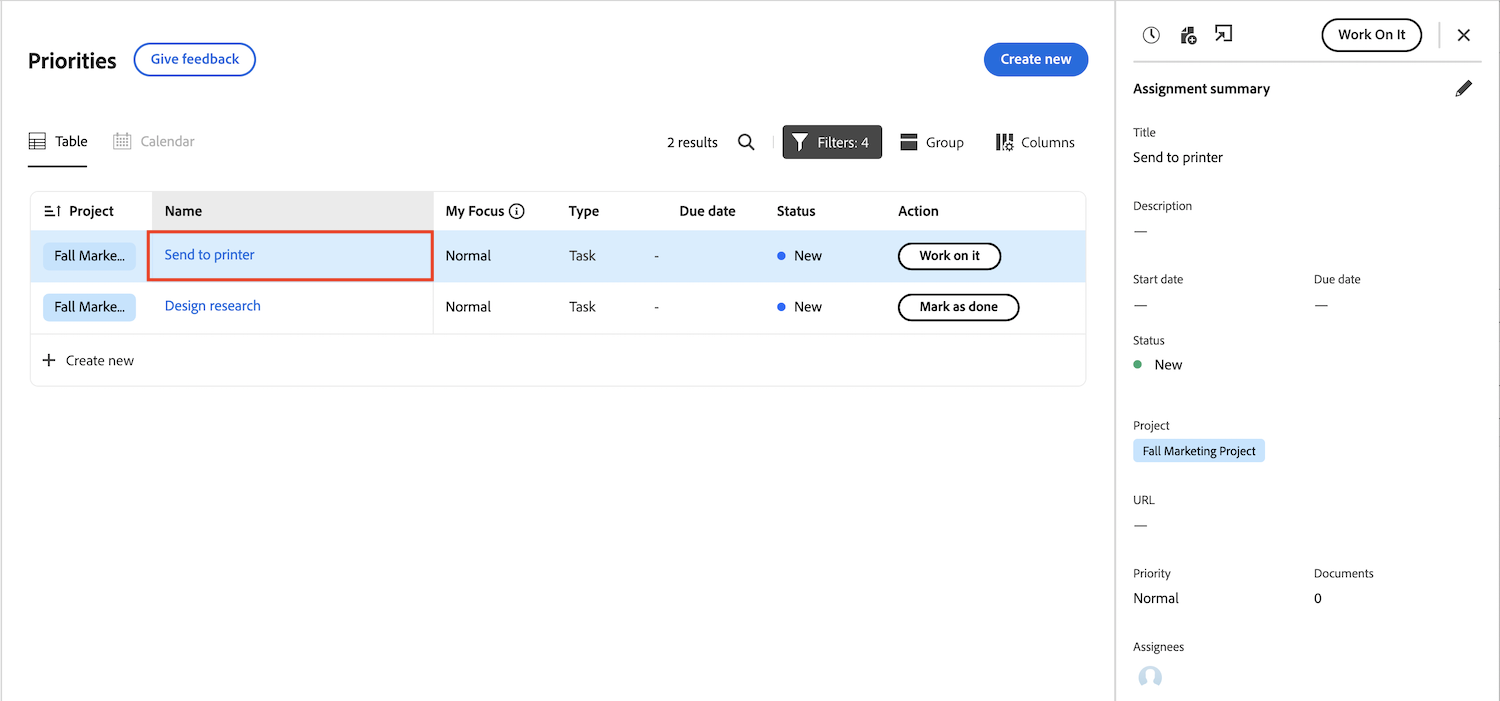 Priorities Give feedback Create new
Table Calendar 2 results Filters: 4 Group Columns
Project Name My Focus Type Due date Status Action
Fall Marke... Send to printer Normal Task - New Work on it
Fall Marke... Design research Normal Task - New Mark as done
Create new
Work On It
Assignment summary
Title
Send to printer
Description
—
Start date Due date
— —
Status
New
Project
Fall Marketing Project
URL
—
Priority Documents
Normal 0
Assignees